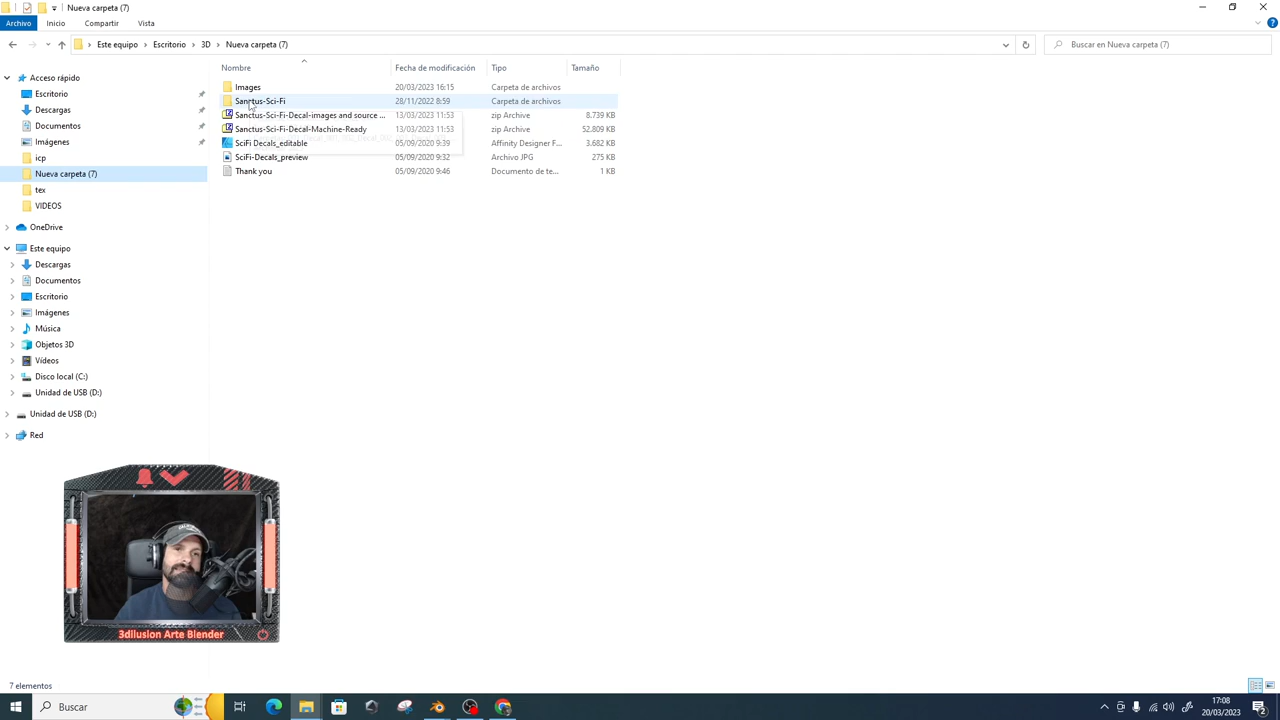 Nueva carpeta (7)
Archivo Inicio Compartir Vista
Este equipo Escritorio 3D Nueva carpeta (7)
Buscar en Nueva carpeta (7)
Nombre Fecha de modificación Tipo Tamaño
Acceso rápido
Escritorio
Descargas
Documentos
Imágenes
icp
Nueva carpeta (7)
tex
VIDEOS
OneDrive
Este equipo
Descargas
Documentos
Escritorio
Imágenes
Música
Objetos 3D
Vídeos
Disco local (C:)
Unidad de USB (D:)
Unidad de USB (D:)
Red
Images 20/03/2023 16:15 Carpeta de archivos
Sanctus-Sci-Fi 28/11/2022 8:59 Carpeta de archivos
Sanctus-Sci-Fi-Decal-images and source ... 13/03/2023 11:53 zip Archive 8.739 KB
Sanctus-Sci-Fi-Decal-Machine-Ready 13/03/2023 11:53 zip Archive 52.809 KB
SciFi Decals_editable 05/09/2020 9:39 Affinity Designer F... 3.682 KB
SciFi-Decals_preview 05/09/2020 9:32 Archivo JPG 275 KB
Thank you 05/09/2020 9:46 Documento de te... 1 KB
3dilusion Arte Blender
7 elementos
Buscar
17:08
20/03/2023
2